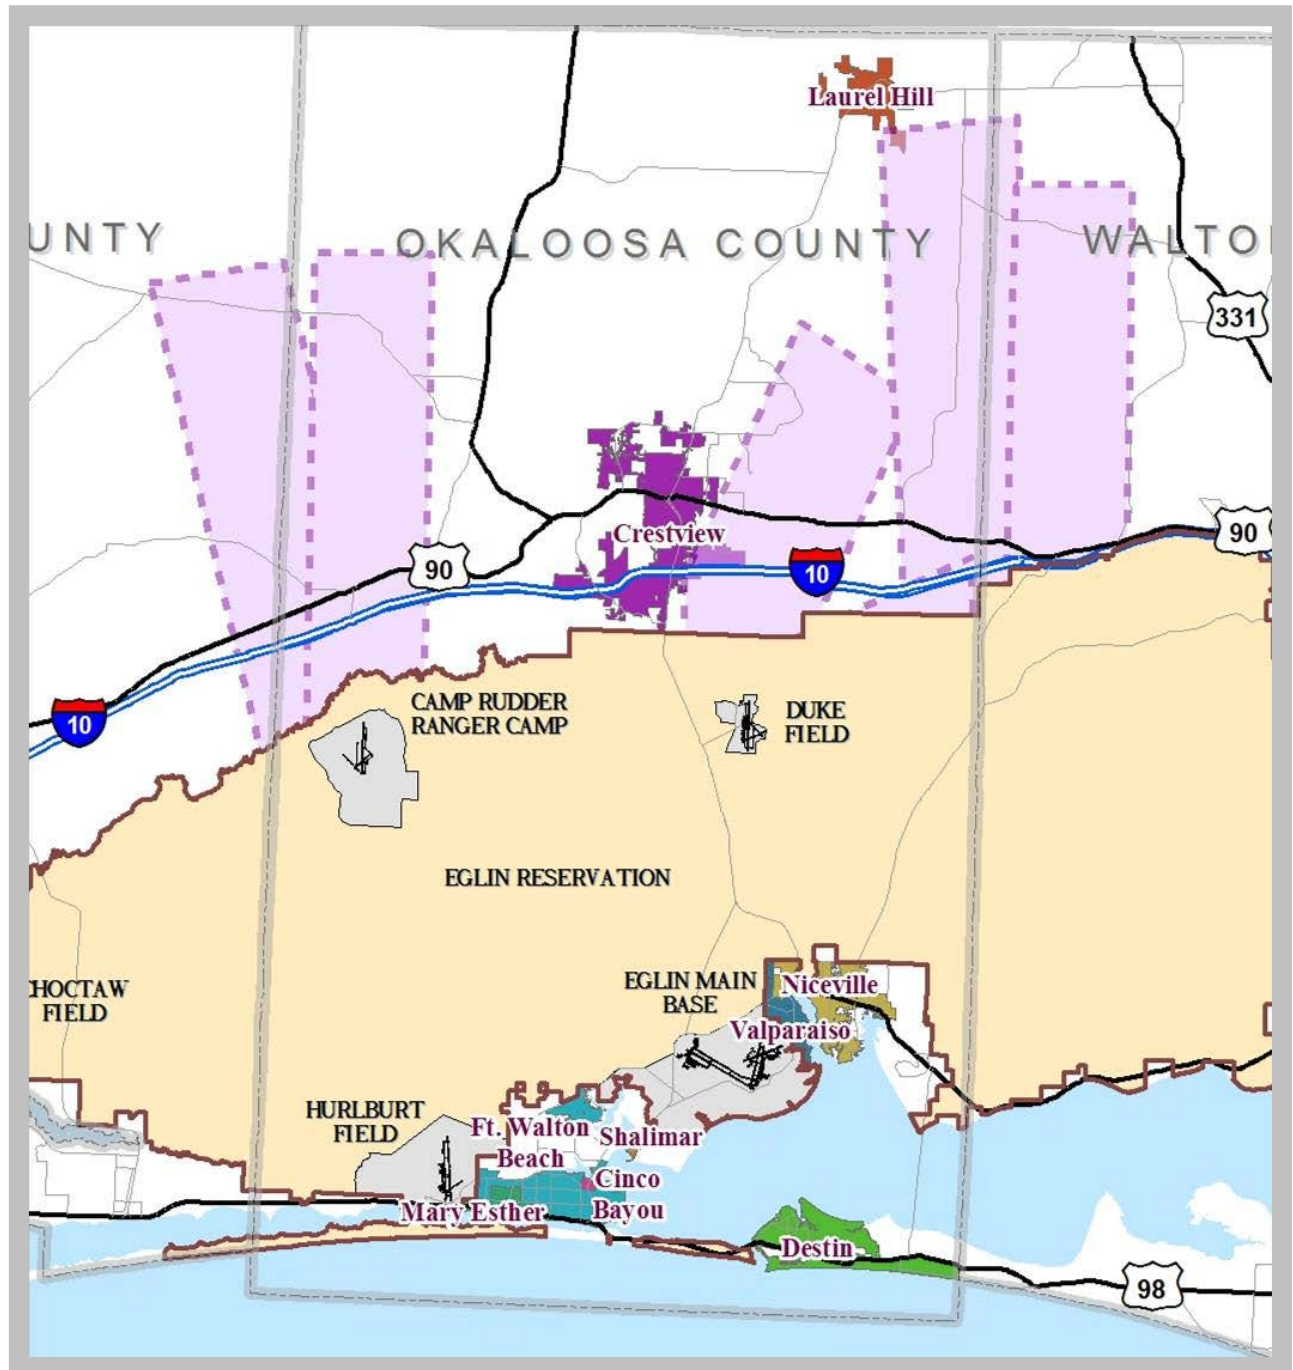 Laurel Hill
UNTY
OKALOOSA COUNTY
WALTO
331
Crestview
90
90
10
10
CAMP RUDDER
RANGER CAMP
DUKE
FIELD
EGLIN RESERVATION
CHOCTAW
FIELD
EGLIN MAIN
BASE
Niceville
Valparaiso
HURLBURT
FIELD
Ft. Walton
Beach
Shalimar
Cinco
Bayou
Mary Esther
Destin
98